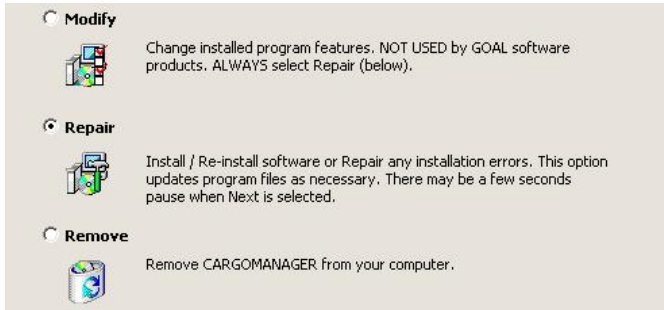 Modify
Change installed program features. NOT USED by GOAL software
products. ALWAYS select Repair (below).
Repair
Install / Re-install software or Repair any installation errors. This option
updates program files as necessary. There may be a few seconds
pause when Next is selected.
Remove
Remove CARGOMANAGER from your computer.